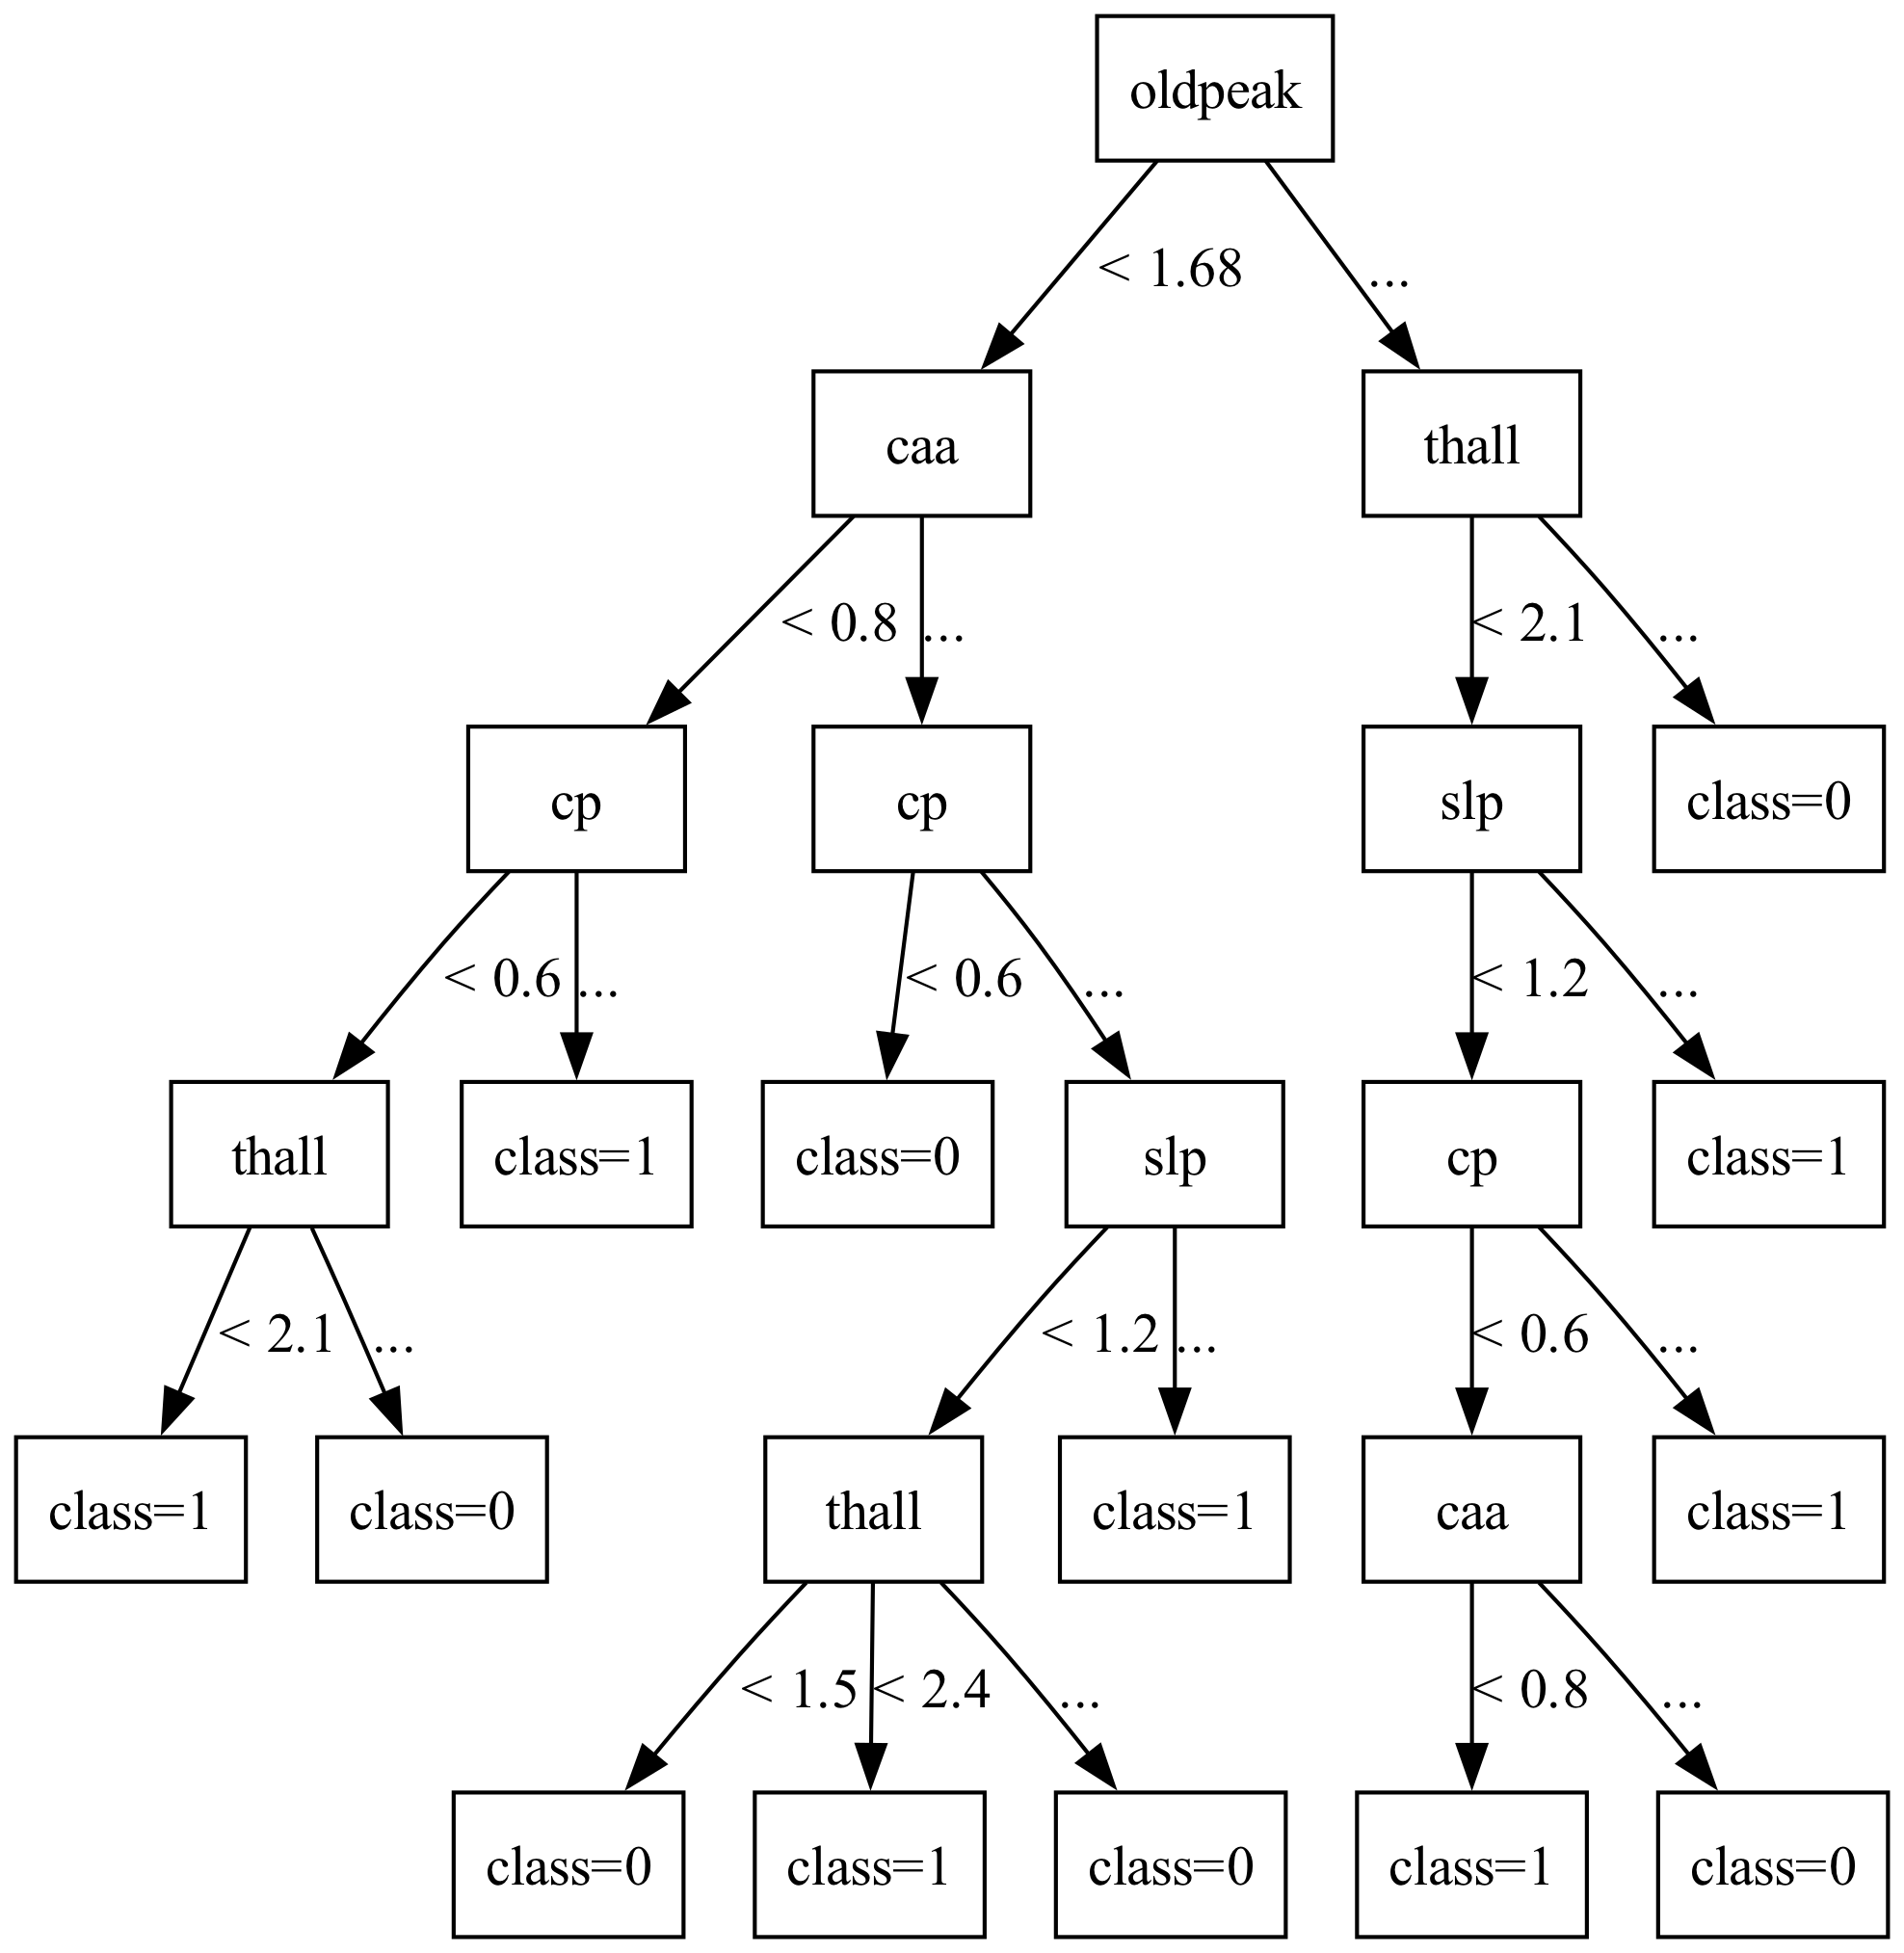 oldpeak
< 1.68
...
caa
thall
< 0.8
...
< 2.1
...
cp
cp
slp
class=0
< 0.6
...
< 0.6
...
< 1.2
...
thall
class=1
class=0
slp
cp
class=1
< 2.1
...
< 1.2
...
< 0.6
...
class=1
class=0
thall
class=1
caa
class=1
< 1.5
< 2.4
...
< 0.8
...
class=0
class=1
class=0
class=1
class=0